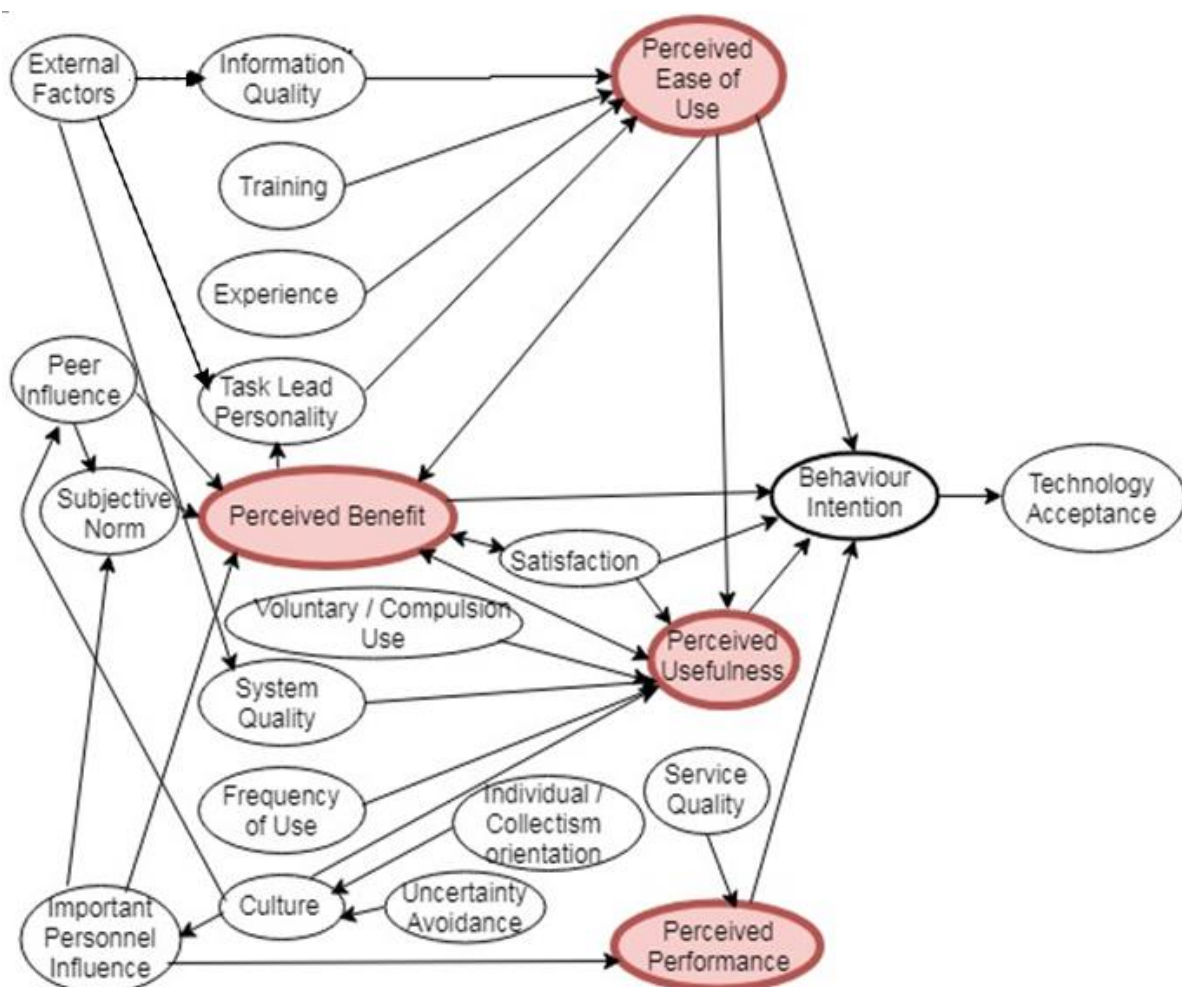 External
Factors
Information
Quality
Perceived
Ease of
Use
Training
Experience
Peer
Influence
Task Lead
Personality
Subjective
Norm
Perceived Benefit
Behaviour
Intention
Technology
Acceptance
Satisfaction
Voluntary / Compulsion
Use
Perceived
Usefulness
System
Quality
Frequency
of Use
Individual /
Collectism
orientation
Service
Quality
Important
Personnel
Influence
Culture
Uncertainty
Avoidance
Perceived
Performance